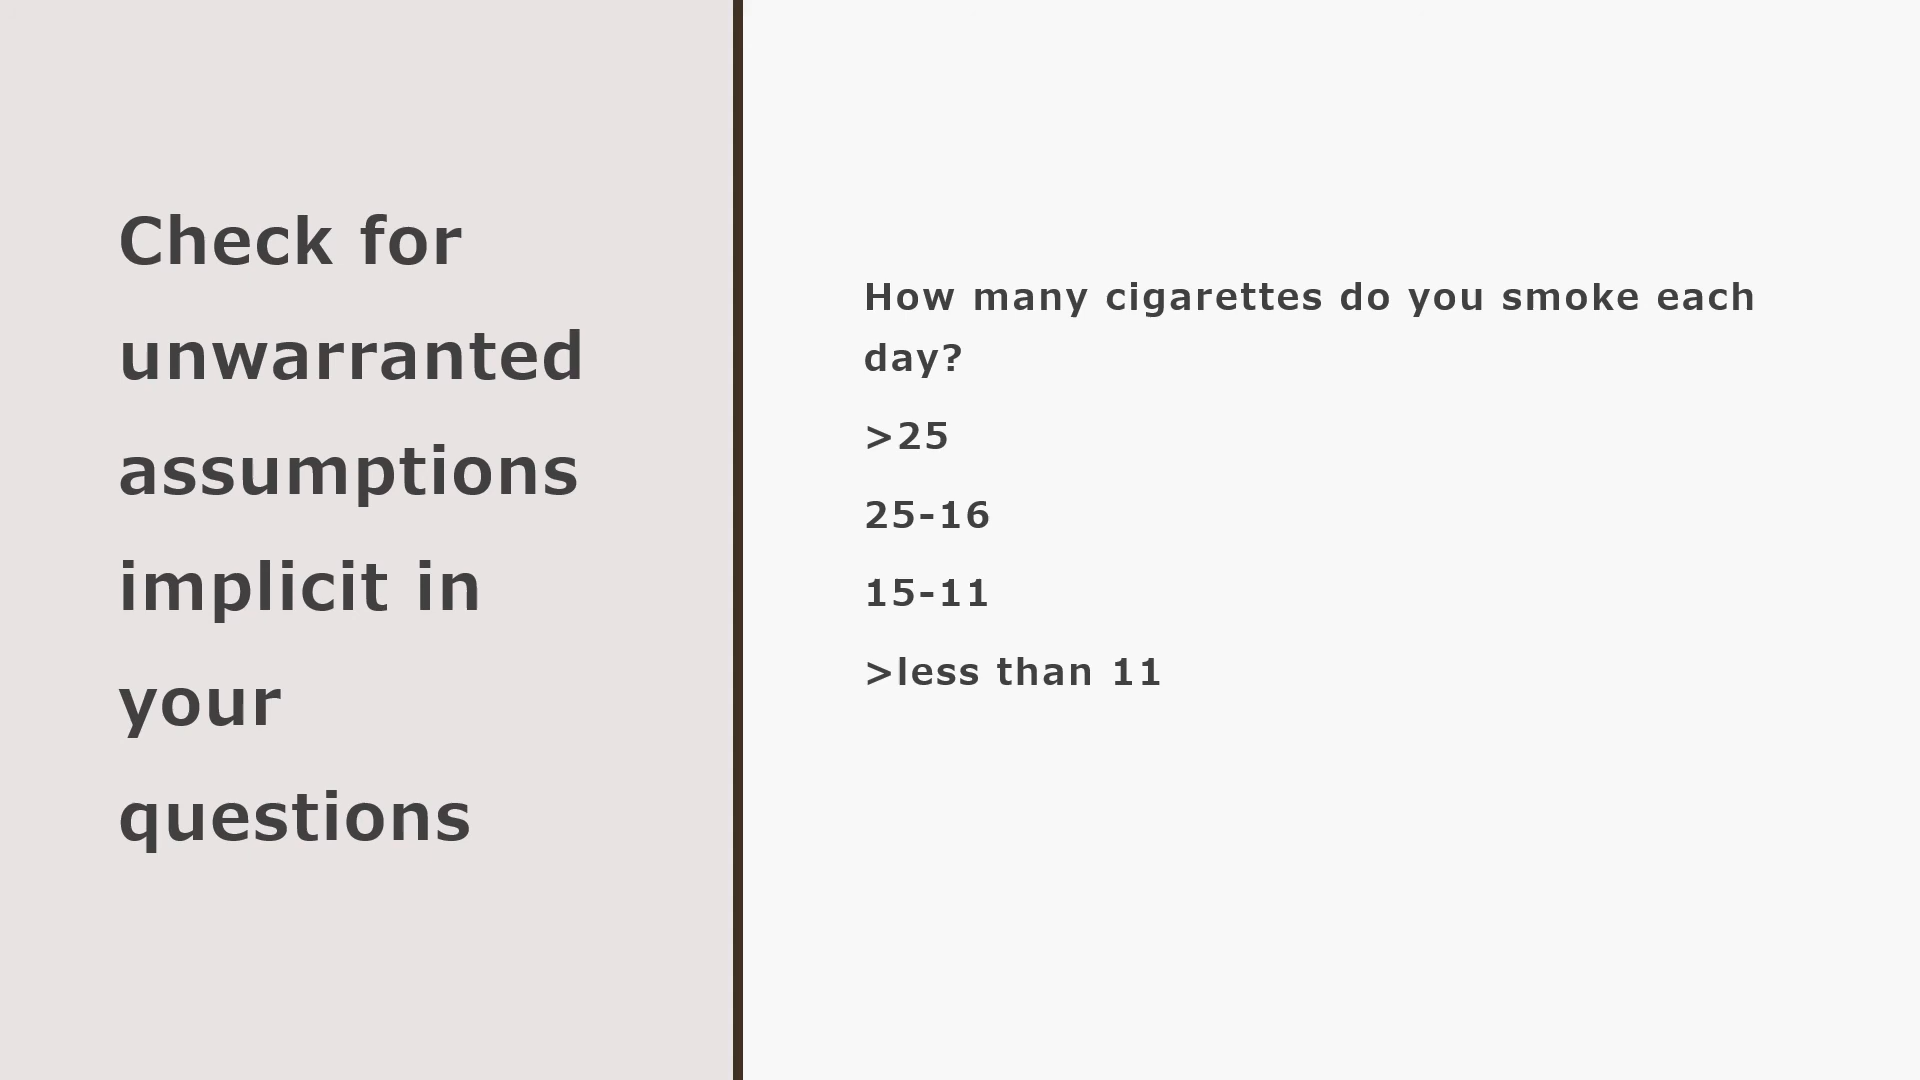 Check for
unwarranted
assumptions
implicit in
your
questions
How many cigarettes do you smoke each
day?
>25
25-16
15-11
>less than 11